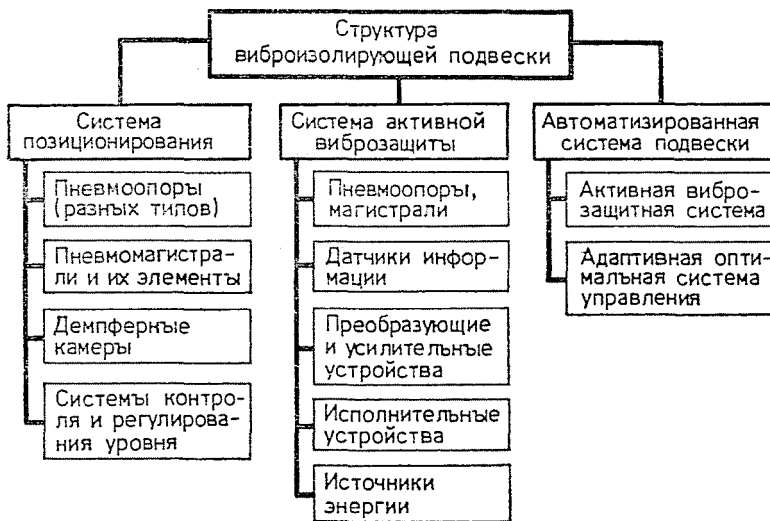 Структура
виброизолирующей подвески
Система
позиционирования
Пневмоопоры
(разных типов)
Пневмомагистра-
ли и их элементы
Демпферные
камеры
Системы контро-
ля и регулирова-
ния уровня
Система активной
виброзащиты
Пневмоопоры,
магистрали
Датчики инфор-
мации
Преобразующие
и усилительные
устройства
Исполнительные
устройства
Источники
энергии
Автоматизированная
система подвески
Активная вибро-
защитная система
Адаптивная опти-
мальная система
управления